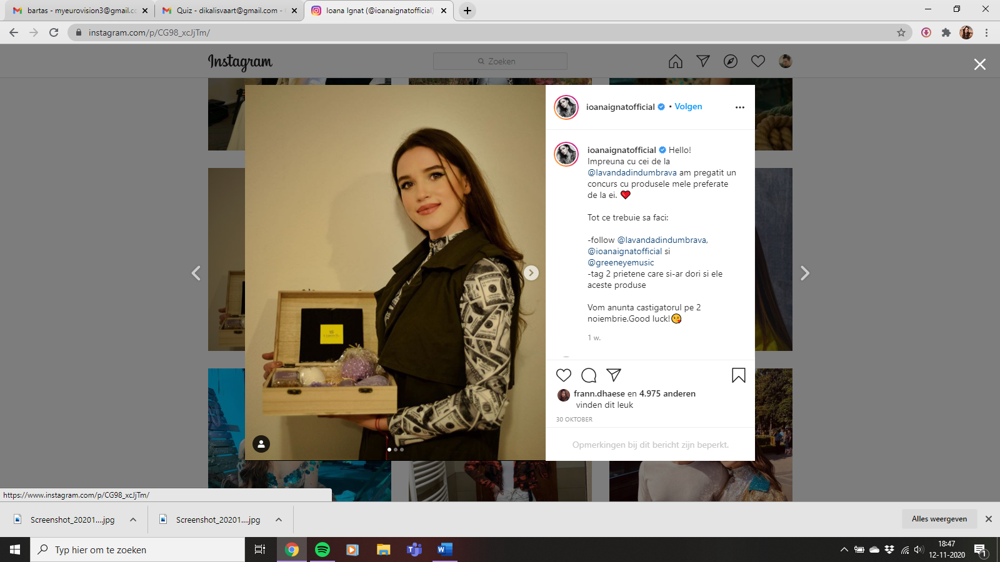 bartas - myeurovision3@gmail.cc
Quiz - dikalisvaart@gmail.com -
Ioana Ignat (@ioanaignatofficial)
instagram.com/p/CG98_xcJjTm/
Instagram
Zoeken
ioanaignatofficial • Volgen
ioanaignatofficial Hello!
Impreuna cu cei de la
@lavandadindumbrava am pregatit un
concurs cu produsele mele preferate
de la ei.
Tot ce trebuie sa faci:
-follow @lavandadindumbrava,
@ioanaignatofficial si
@greeneyemusic
-tag 2 prietene care si-ar dori si ele
aceste produse
Vom anunta castigatorul pe 2
noiembrie.Good luck!
1 w.
frann.dhaese en 4.975 anderen
vinden dit leuk
30 OKTOBER
Opmerkingen bij dit bericht zijn beperkt.
https://www.instagram.com/p/CG98_xcJjTm/
Screenshot_20201....jpg
Screenshot_20201....jpg
Alles weergeven
Typ hier om te zoeken
18:47
12-11-2020
1